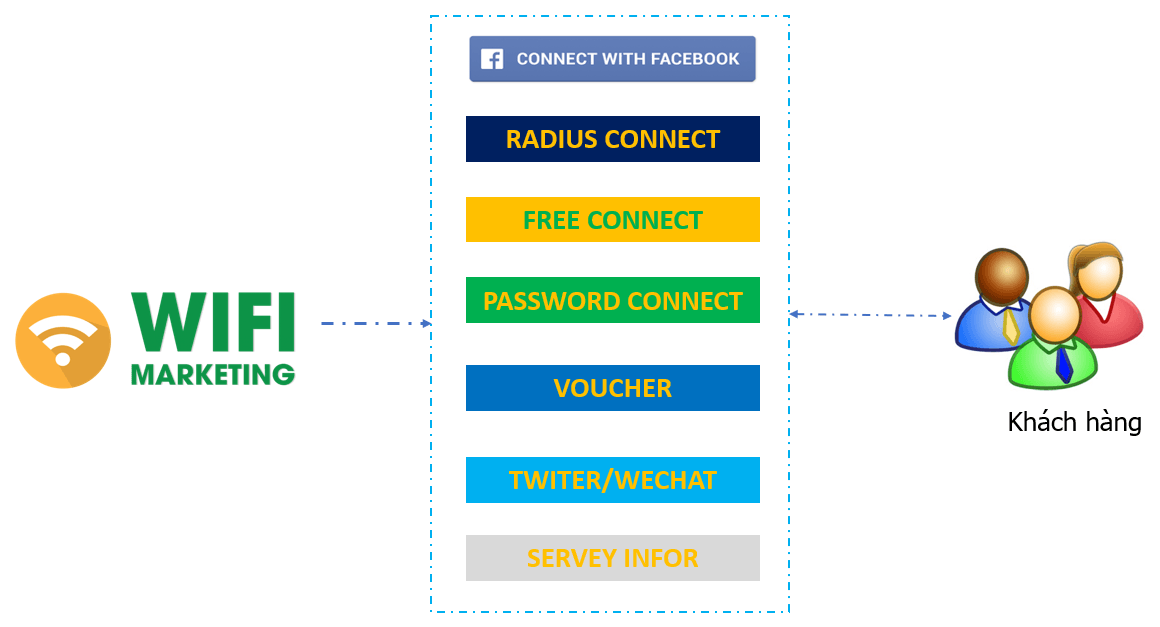 CONNECT WITH FACEBOOK
RADIUS CONNECT
FREE CONNECT
PASSWORD CONNECT
VOUCHER
TWITER/WECHAT
SERVEY INFOR
WIFI
MARKETING
Khách hàng